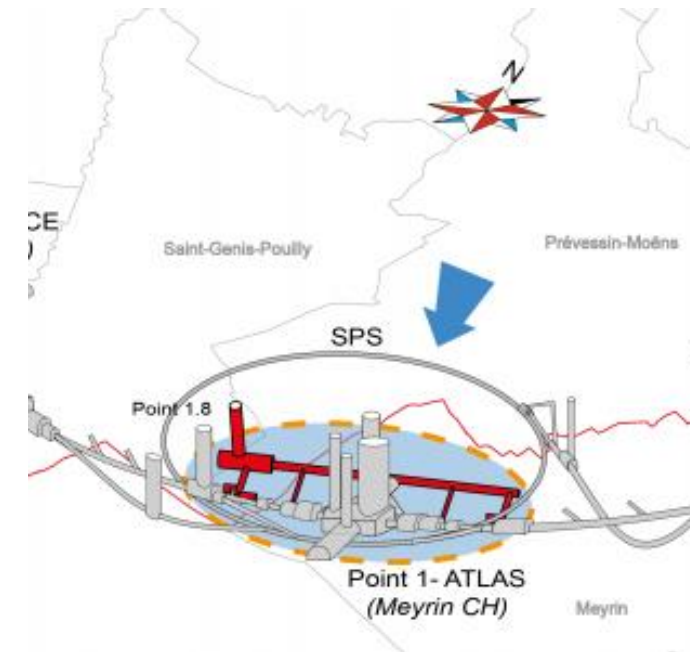 N
CE
)
Saint-Genis-Pouilly
Prévessin-Moëns
SPS
Point 1.8
Point 1- ATLAS
(Meyrin CH)
Meyrin